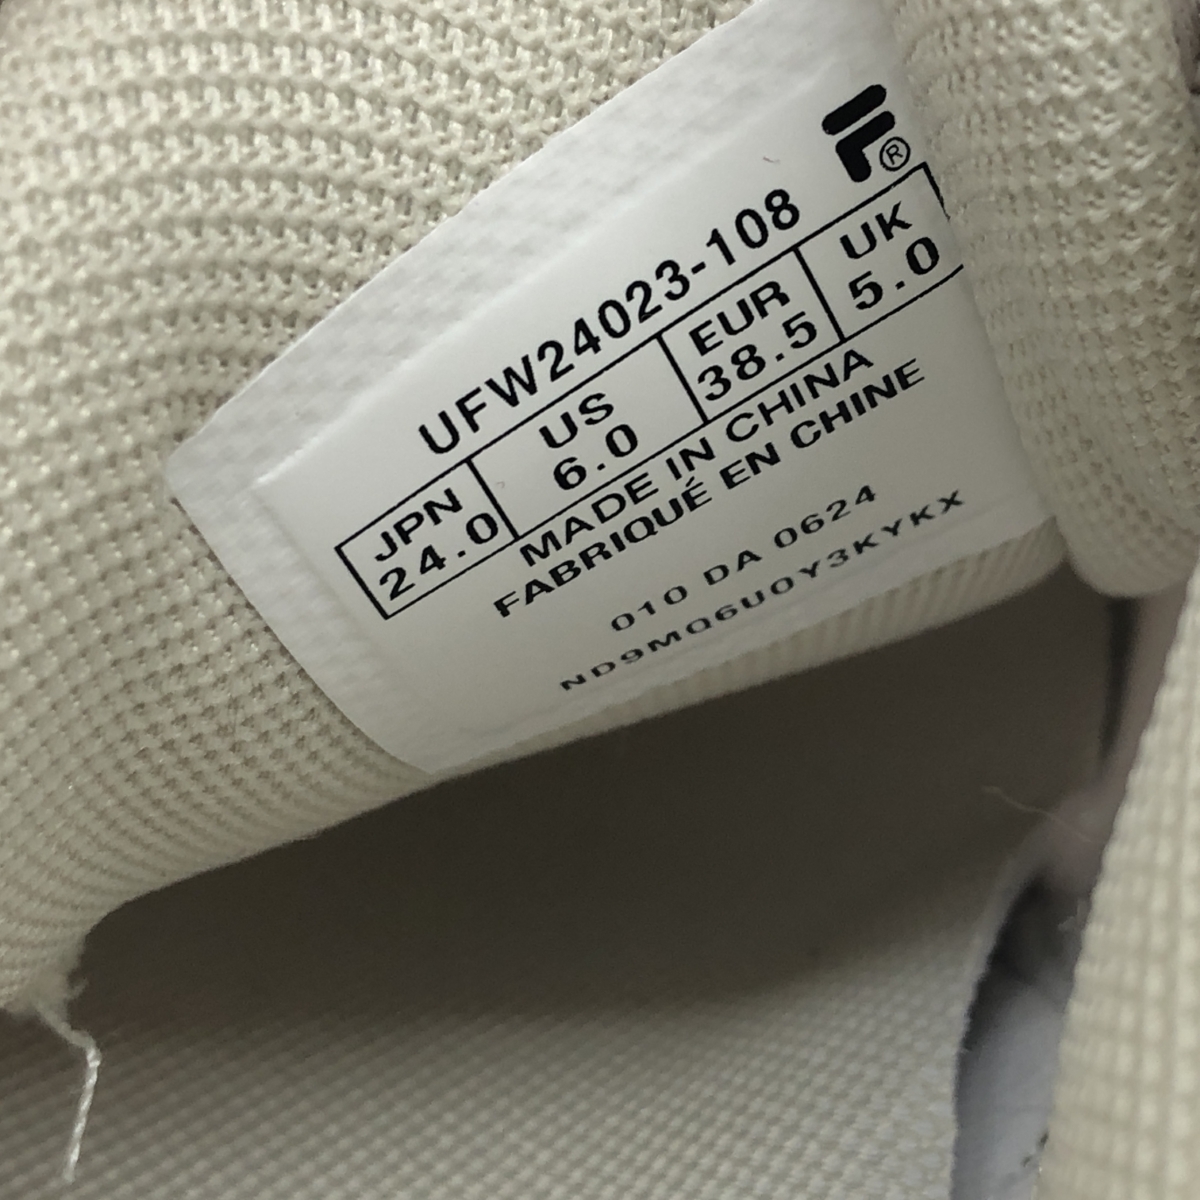 F®
UFW24023-108
JPN US EUR UK
24.0 6.0 38.5 5.0
MADE IN CHINA
FABRIQUÉ EN CHINE
010 DA 0624
ND9MQ6U0Y3KYKX